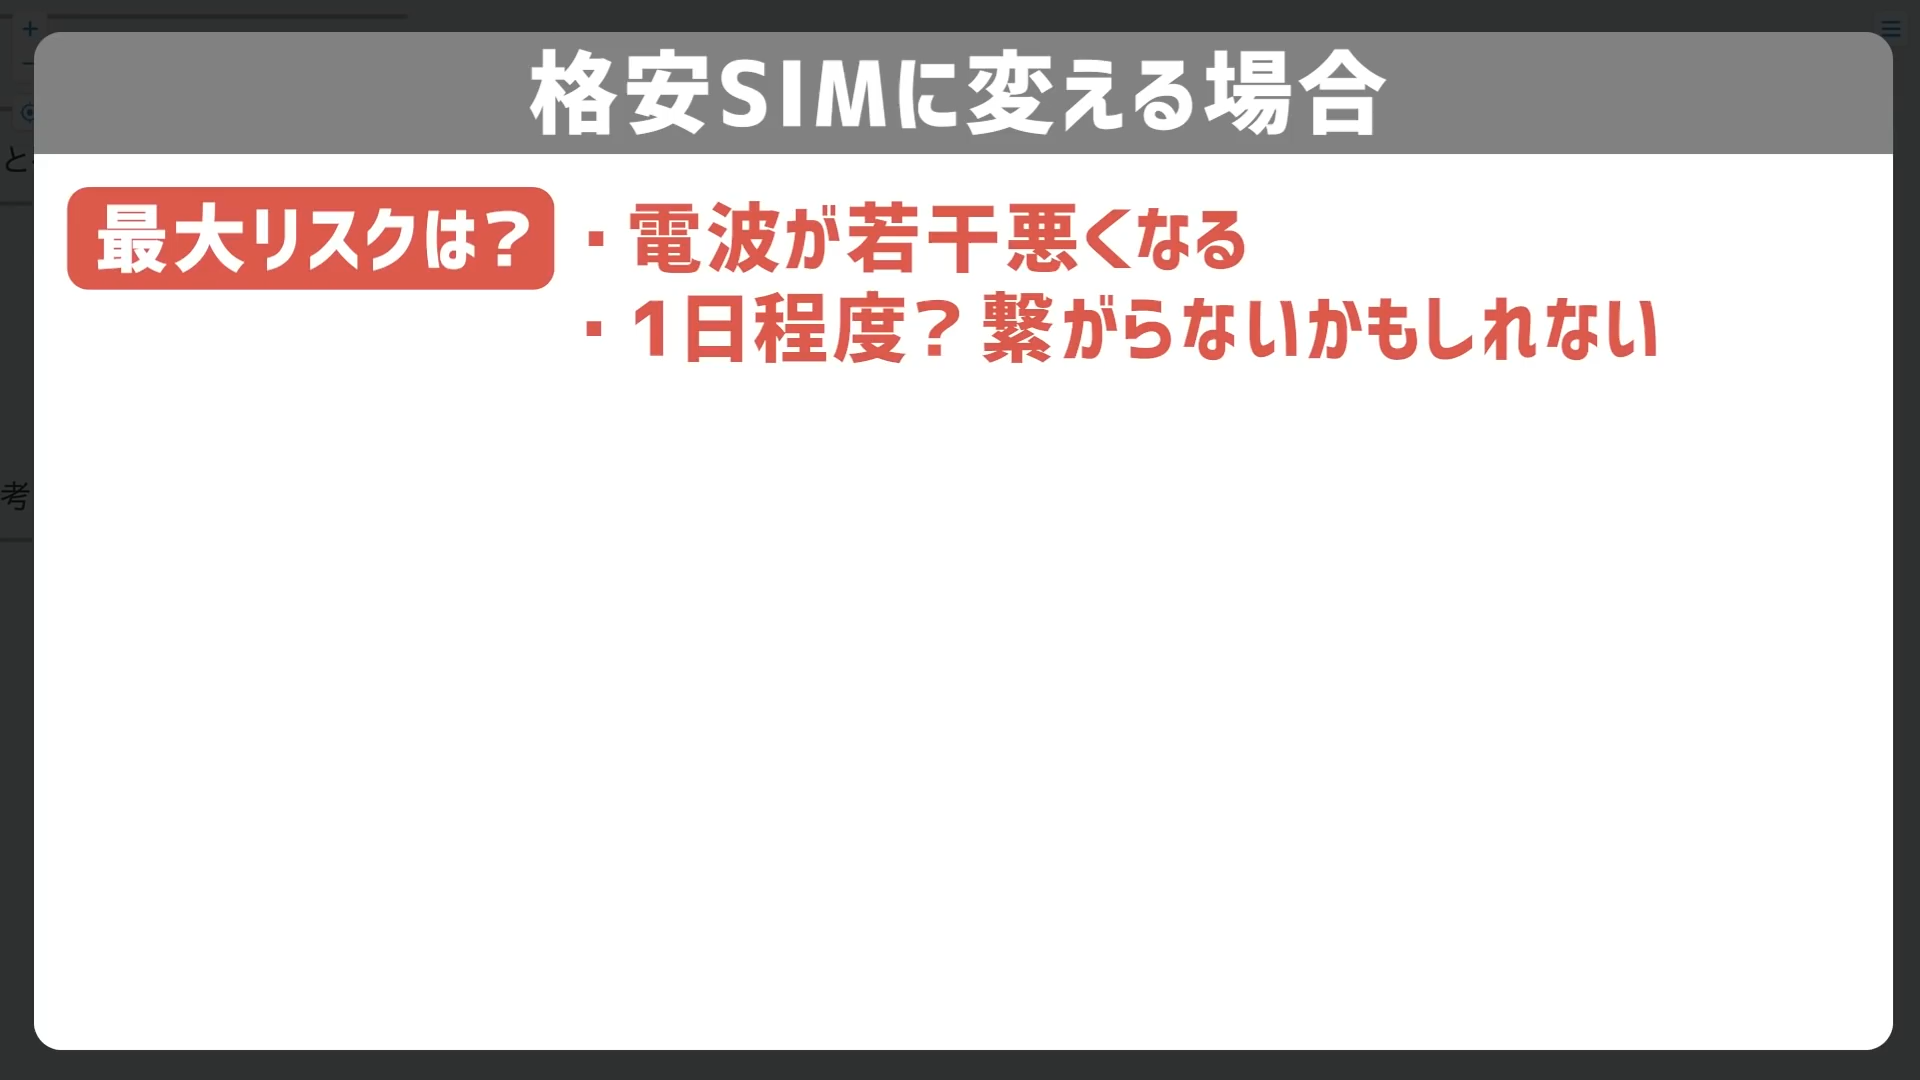 格安SIMに変える場合
最大リスクは？
・電波が若干悪くなる
・1日程度？繋がらないかもしれない
と
考